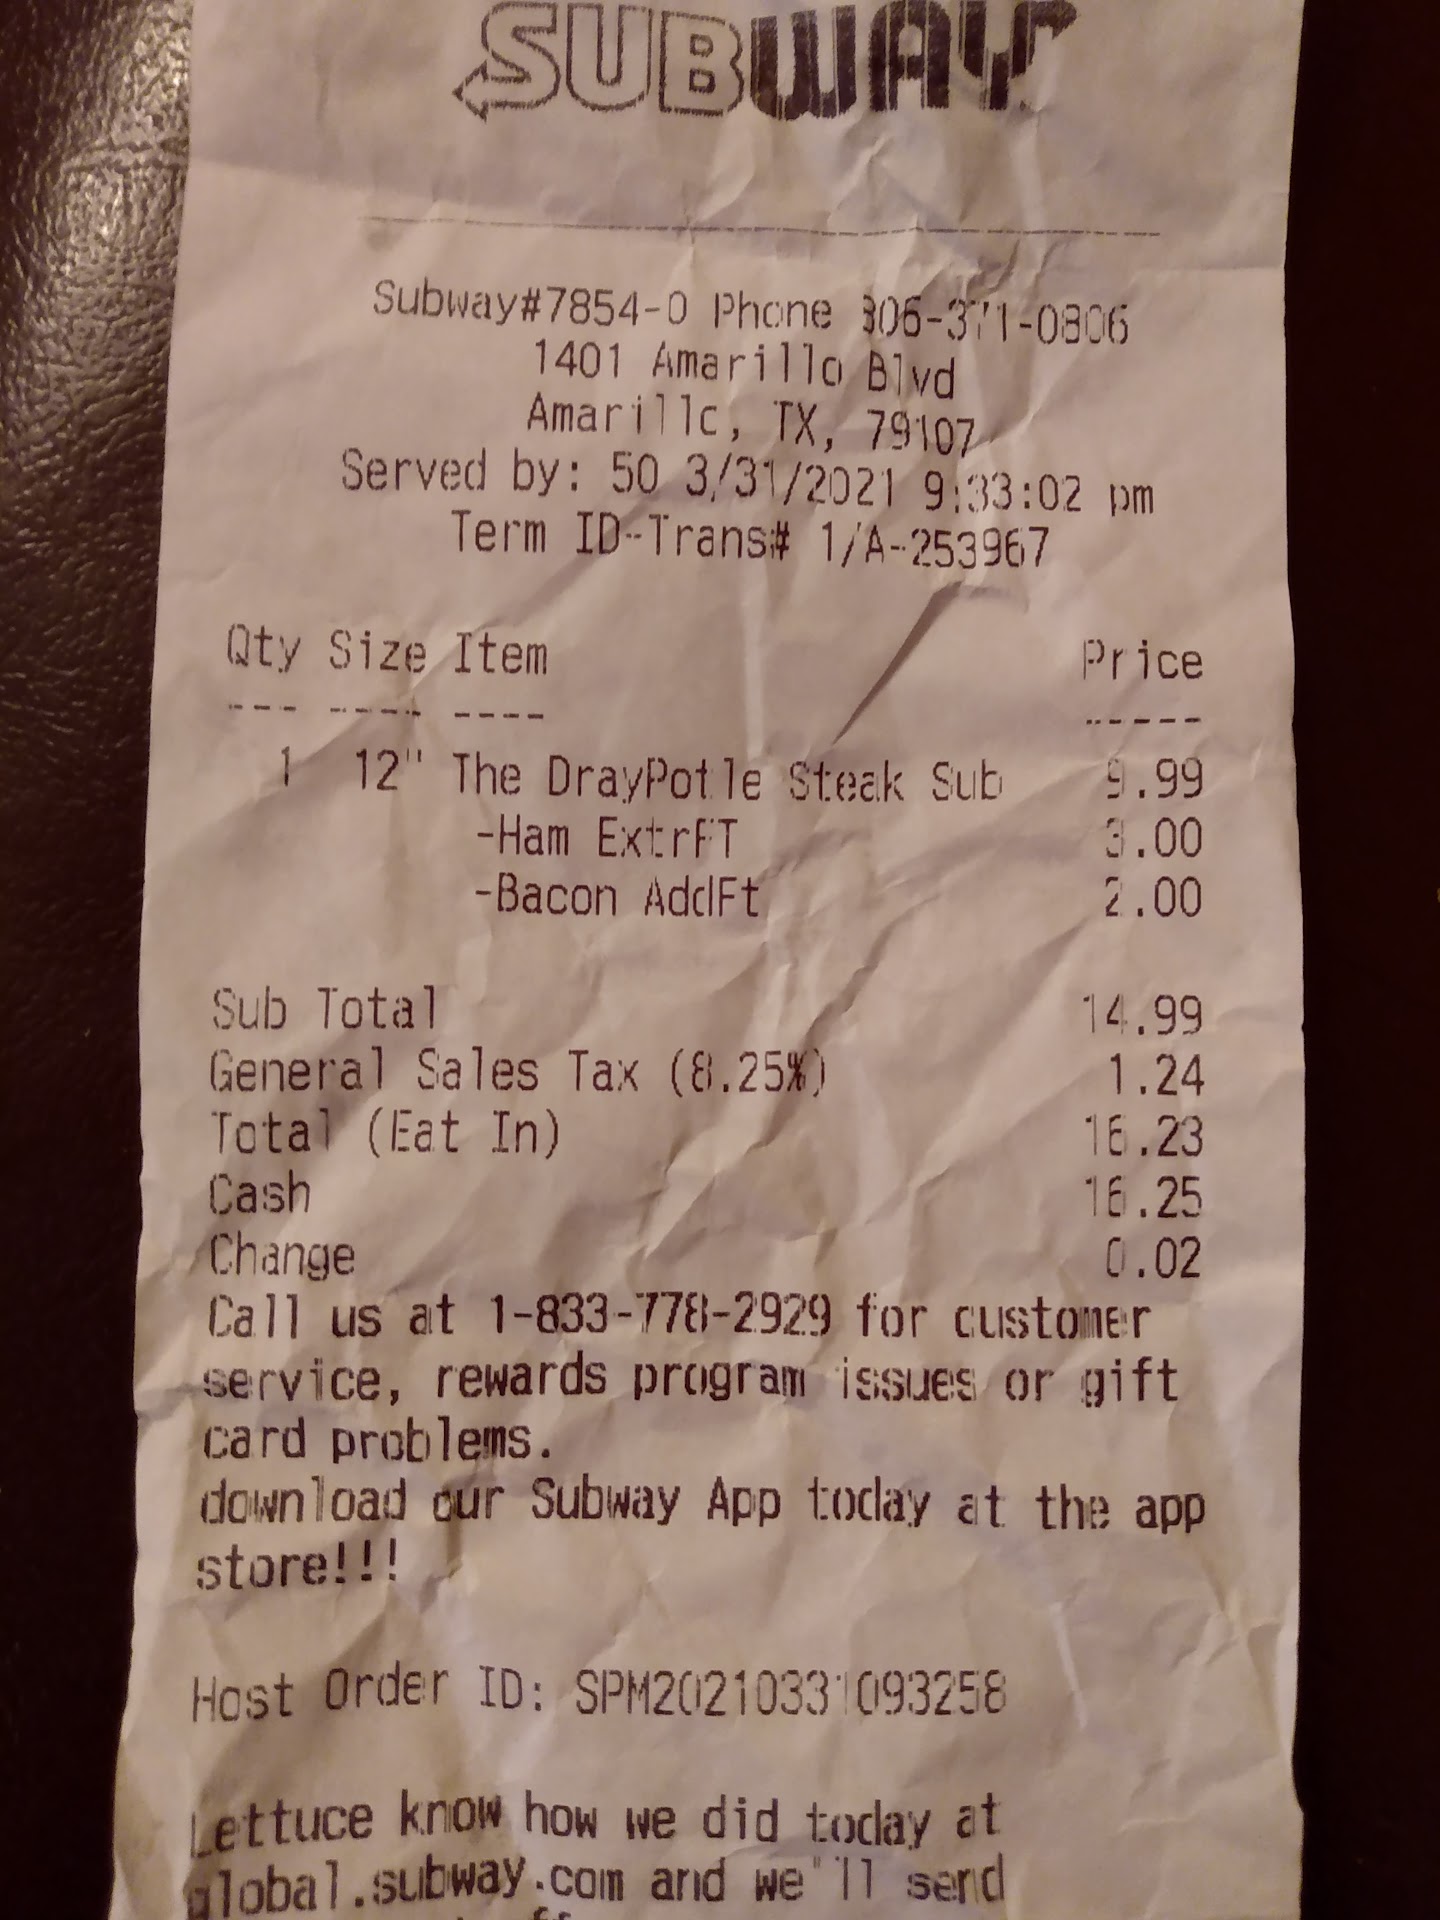 SUBWAY
Subway#7854-0 Phone 806-371-0806
1401 Amarillo Blvd
Amarillo, TX, 79107
Served by: 50 3/31/2021 9:33:02 pm
Term ID-Trans# 1/A-253967
Qty Size Item Price
--- ---- ---- -----
1 12" The DrayPotle Steak Sub 9.99
-Ham ExtrFT 3.00
-Bacon AddFt 2.00
Sub Total 14.99
General Sales Tax (8.25%) 1.24
Total (Eat In) 16.23
Cash 16.25
Change 0.02
Call us at 1-833-778-2929 for customer
service, rewards program issues or gift
card problems.
download our Subway App today at the app
store!!!
Host Order ID: SPM20210331093258
Lettuce know how we did today at
global.subway.com and we'll send